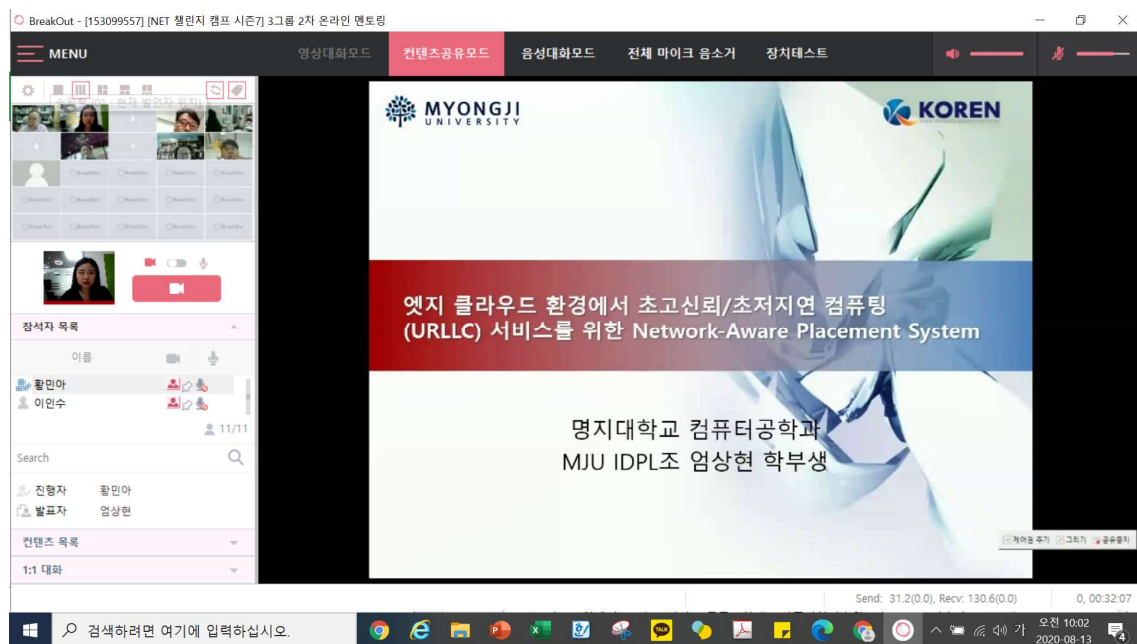 BreakOut - [153099557] [NET 챌린지 캠프 시즌7] 3그룹 2차 온라인 멘토링
MENU
영상대화모드
컨텐츠공유모드
음성대화모드
전체 마이크 음소거
장치테스트
MYONGJI
UNIVERSITY
KOREN
엣지 클라우드 환경에서 초고신뢰/초저지연 컴퓨팅
(URLLC) 서비스를 위한 Network-Aware Placement System
명지대학교 컴퓨터공학과
MJU IDPL조 엄상현 학부생
참석자 목록
이름
황민아
이인수
11/11
Search
진행자 황민아
발표자 엄상현
컨텐츠 목록
1:1 대화
제어권 주기 그리기 공유중지
Send: 31.2(0.0), Recv: 130.6(0.0)
0, 00:32:07
검색하려면 여기에 입력하십시오.
TALK
가
오전 10:02
2020-08-13